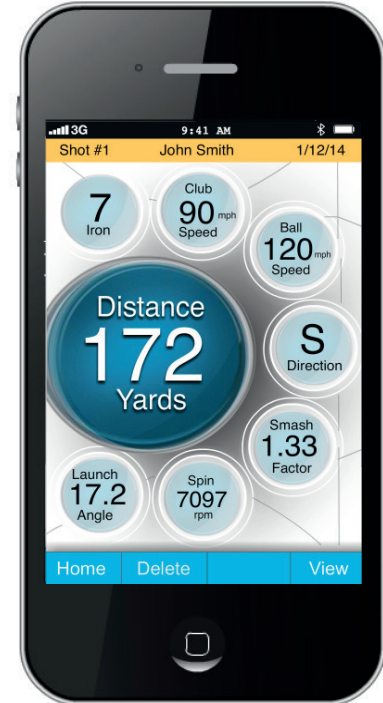 3G 9:41 AM
Shot #1 John Smith 1/12/14
7
Iron
Club
90 mph
Speed
Ball
120 mph
Speed
Distance
172
Yards
S
Direction
Smash
1.33
Factor
Launch
17.2
Angle
Spin
7097
rpm
Home Delete View